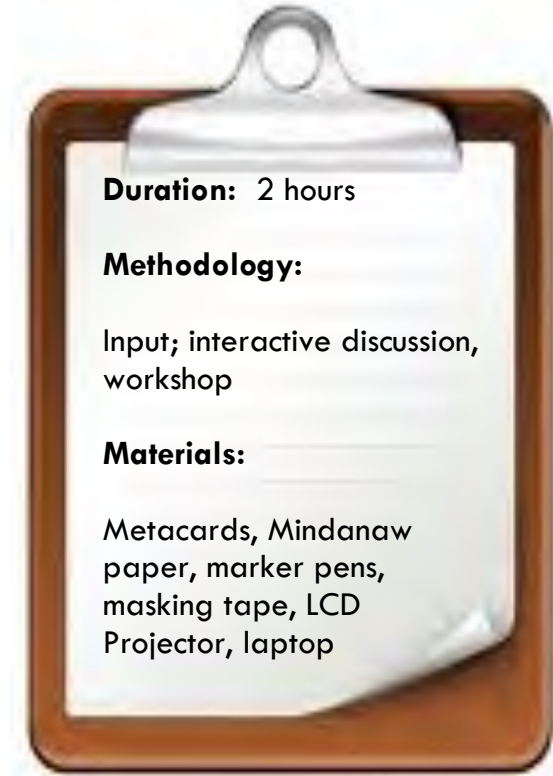 Duration: 2 hours
Methodology:
Input; interactive discussion,
workshop
Materials:
Metacards, Mindanaw
paper, marker pens,
masking tape, LCD
Projector, laptop